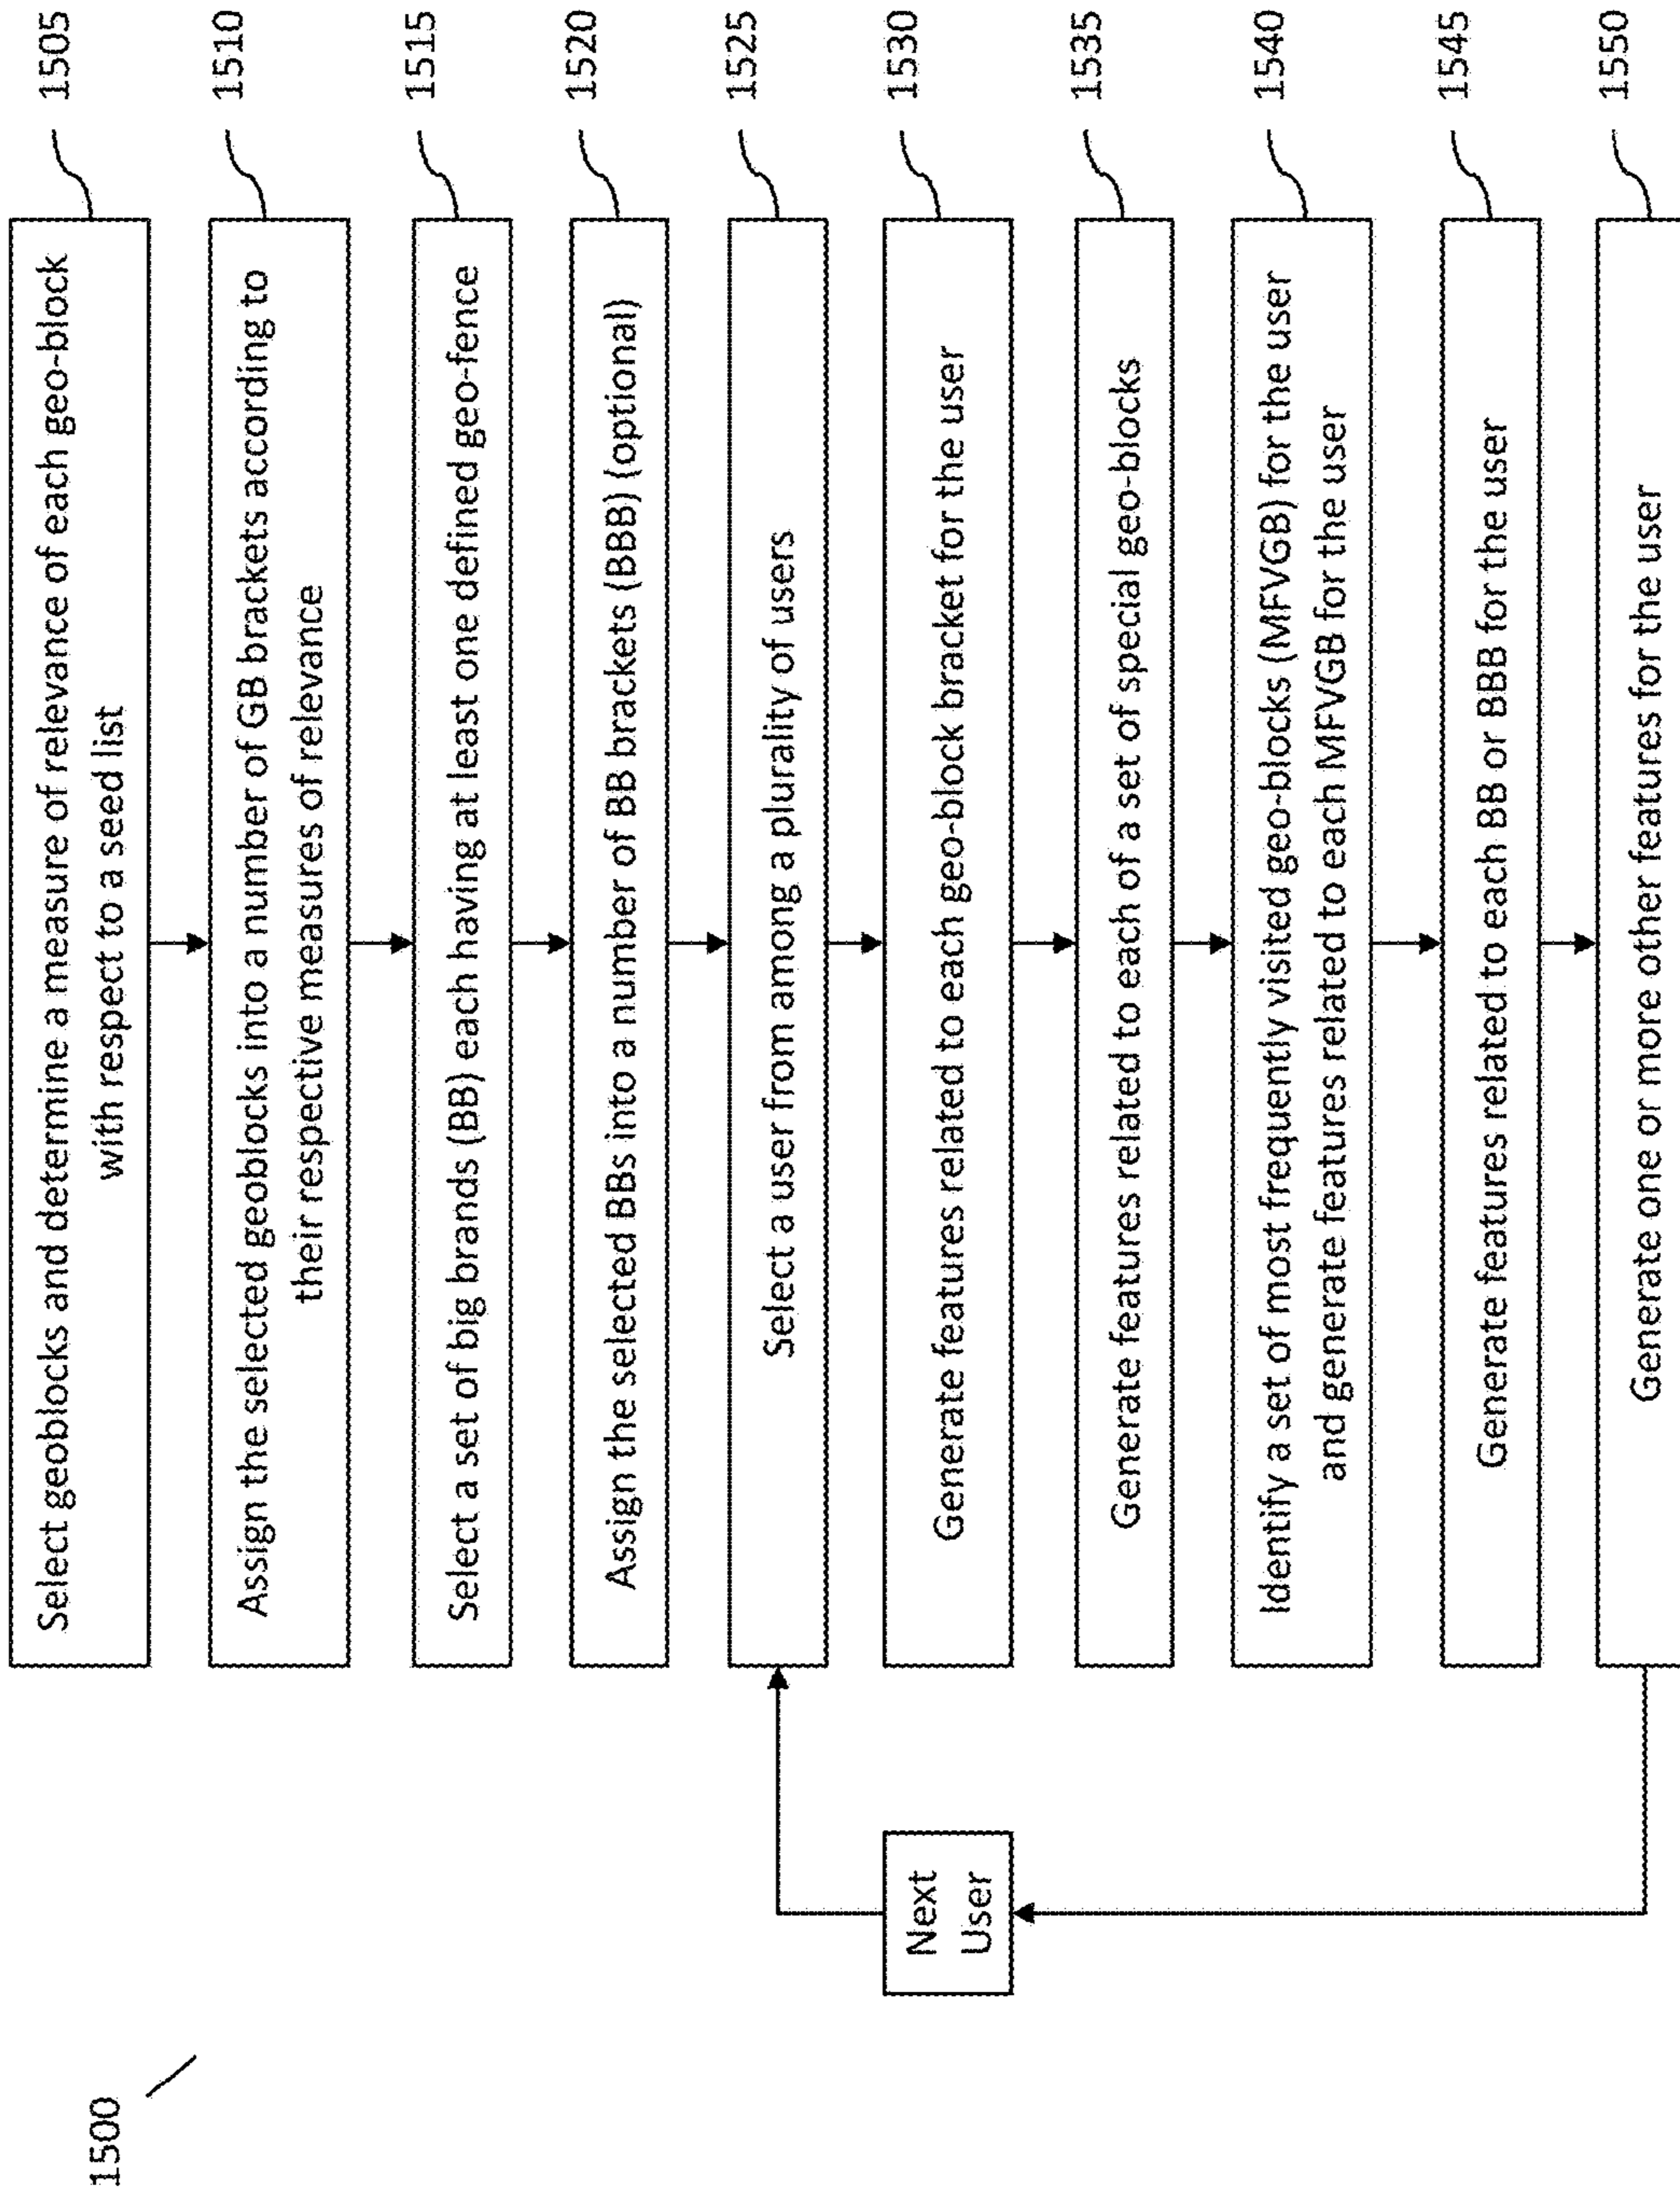 1500
Select geoblocks and determine a measure of relevance of each geo-block
with respect to a seed list
1505
Assign the selected geoblocks into a number of GB brackets according to
their respective measures of relevance
1510
Select a set of big brands (BB) each having at least one defined geo-fence
1515
Assign the selected BBs into a number of BB brackets (BBB) (optional)
1520
Select a user from among a plurality of users
1525
Generate features related to each geo-block bracket for the user
1530
Generate features related to each of a set of special geo-blocks
1535
Identify a set of most frequently visited geo-blocks (MFVGB) for the user
and generate features related to each MFVGB for the user
1540
Generate features related to each BB or BBB for the user
1545
Generate one or more other features for the user
1550
Next
User